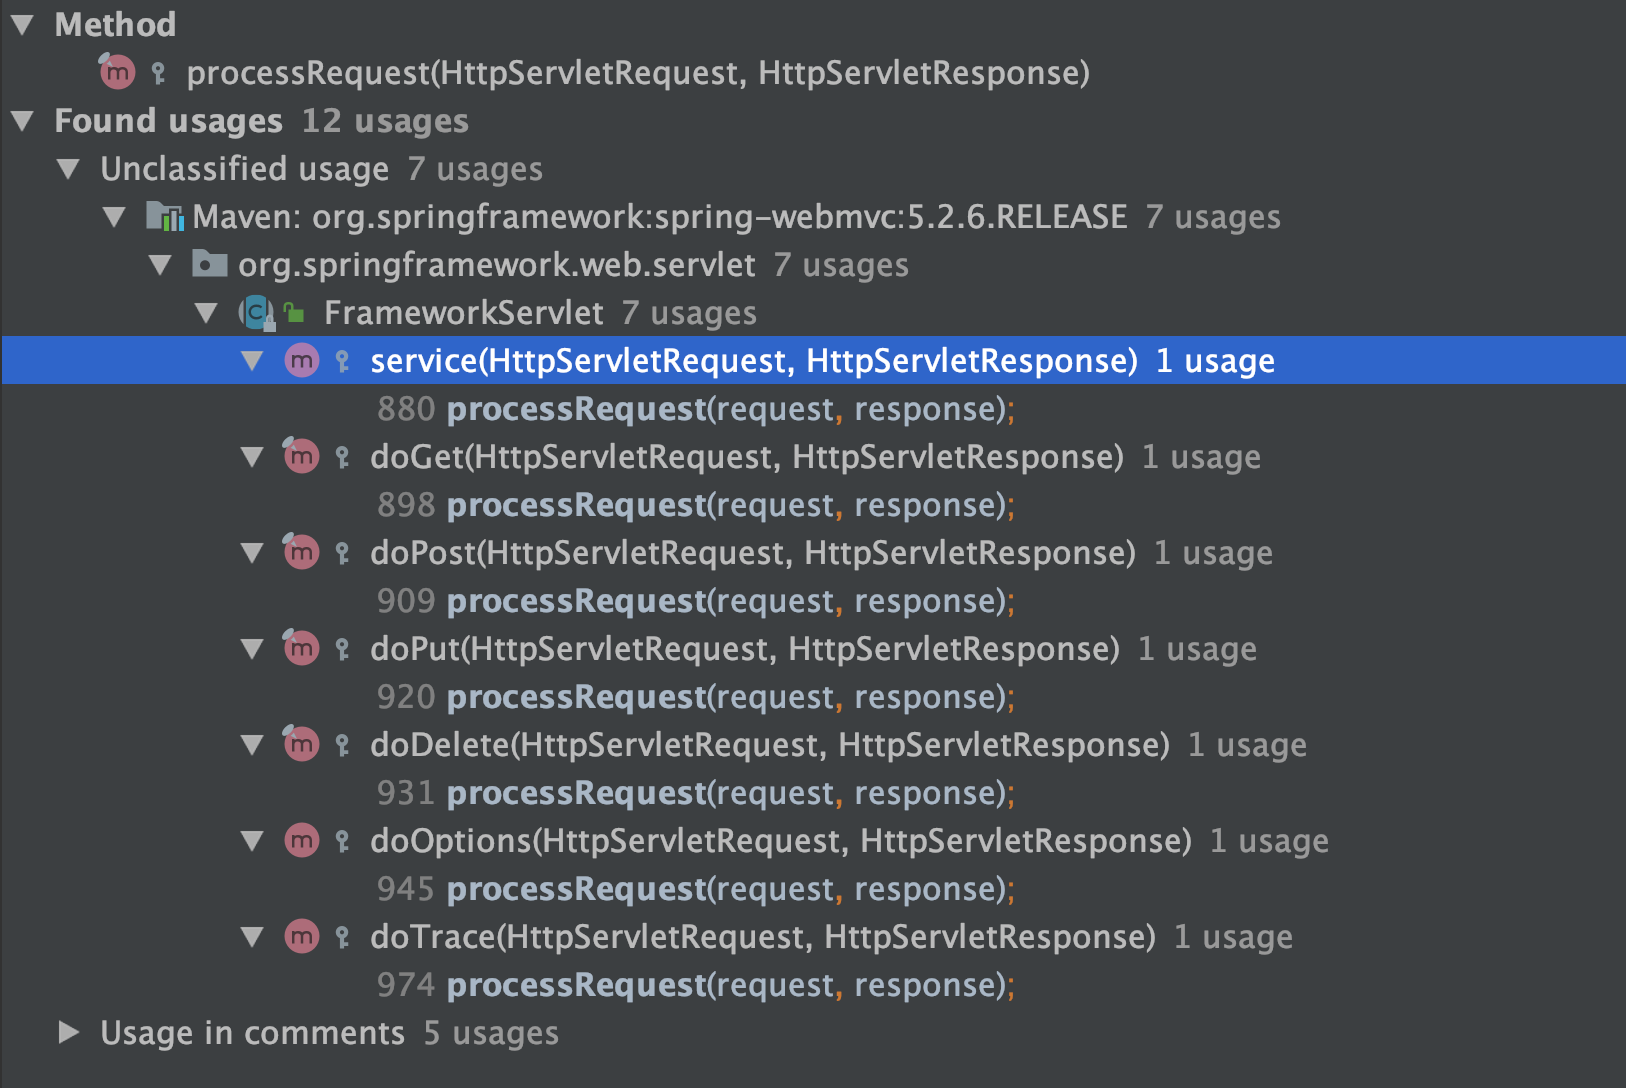 Method
processRequest(HttpServletRequest, HttpServletResponse)
Found usages 12 usages
Unclassified usage 7 usages
Maven: org.springframework:spring-webmvc:5.2.6.RELEASE 7 usages
org.springframework.web.servlet 7 usages
FrameworkServlet 7 usages
service(HttpServletRequest, HttpServletResponse) 1 usage
880 processRequest(request, response);
doGet(HttpServletRequest, HttpServletResponse) 1 usage
898 processRequest(request, response);
doPost(HttpServletRequest, HttpServletResponse) 1 usage
909 processRequest(request, response);
doPut(HttpServletRequest, HttpServletResponse) 1 usage
920 processRequest(request, response);
doDelete(HttpServletRequest, HttpServletResponse) 1 usage
931 processRequest(request, response);
doOptions(HttpServletRequest, HttpServletResponse) 1 usage
945 processRequest(request, response);
doTrace(HttpServletRequest, HttpServletResponse) 1 usage
974 processRequest(request, response);
Usage in comments 5 usages